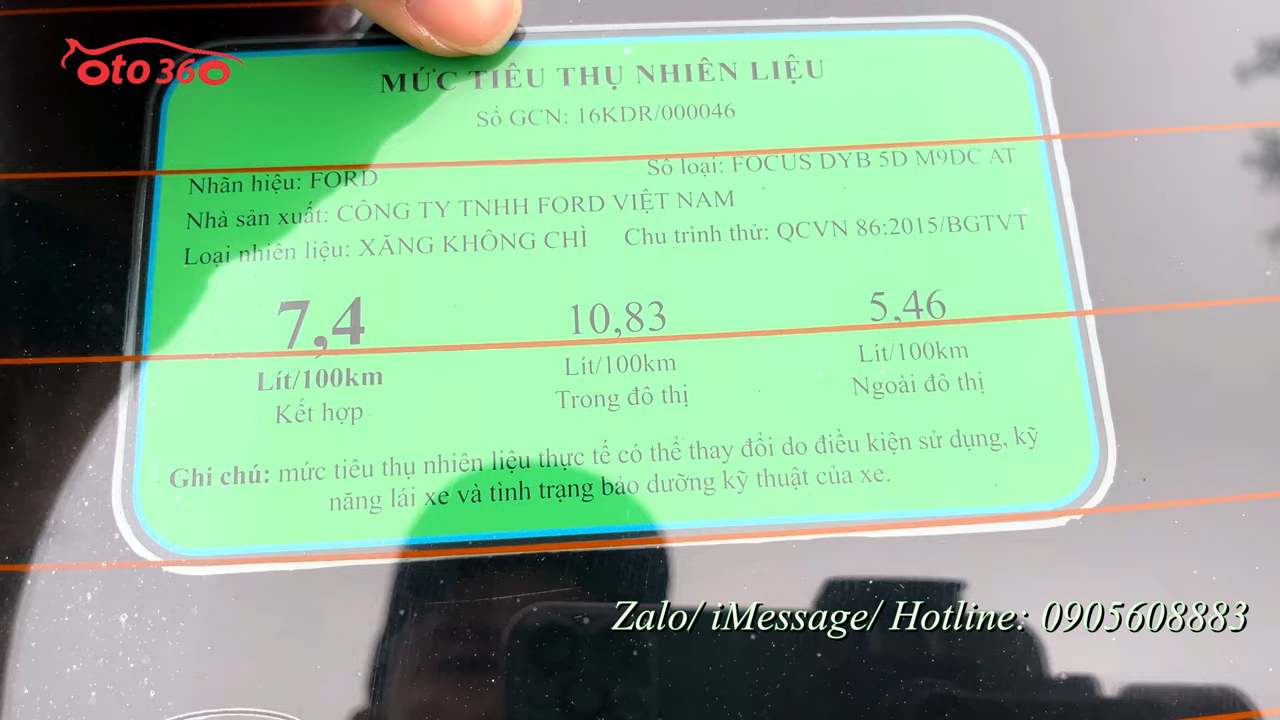 oto360
MỨC TIÊU THỤ NHIÊN LIỆU
Số GCN: 16KDR/000046
Nhãn hiệu: FORD Số loại: FOCUS DYB 5D M9DC AT
Nhà sản xuất: CÔNG TY TNHH FORD VIỆT NAM
Loại nhiên liệu: XĂNG KHÔNG CHÌ Chu trình thử: QCVN 86:2015/BGTVT
7,4 10,83 5,46
Lít/100km Lít/100km Lít/100km
Kết hợp Trong đô thị Ngoài đô thị
Ghi chú: mức tiêu thụ nhiên liệu thực tế có thể thay đổi do điều kiện sử dụng, kỹ
năng lái xe và tình trạng bảo dưỡng kỹ thuật của xe.
Zalo/ iMessage/ Hotline: 0905608883